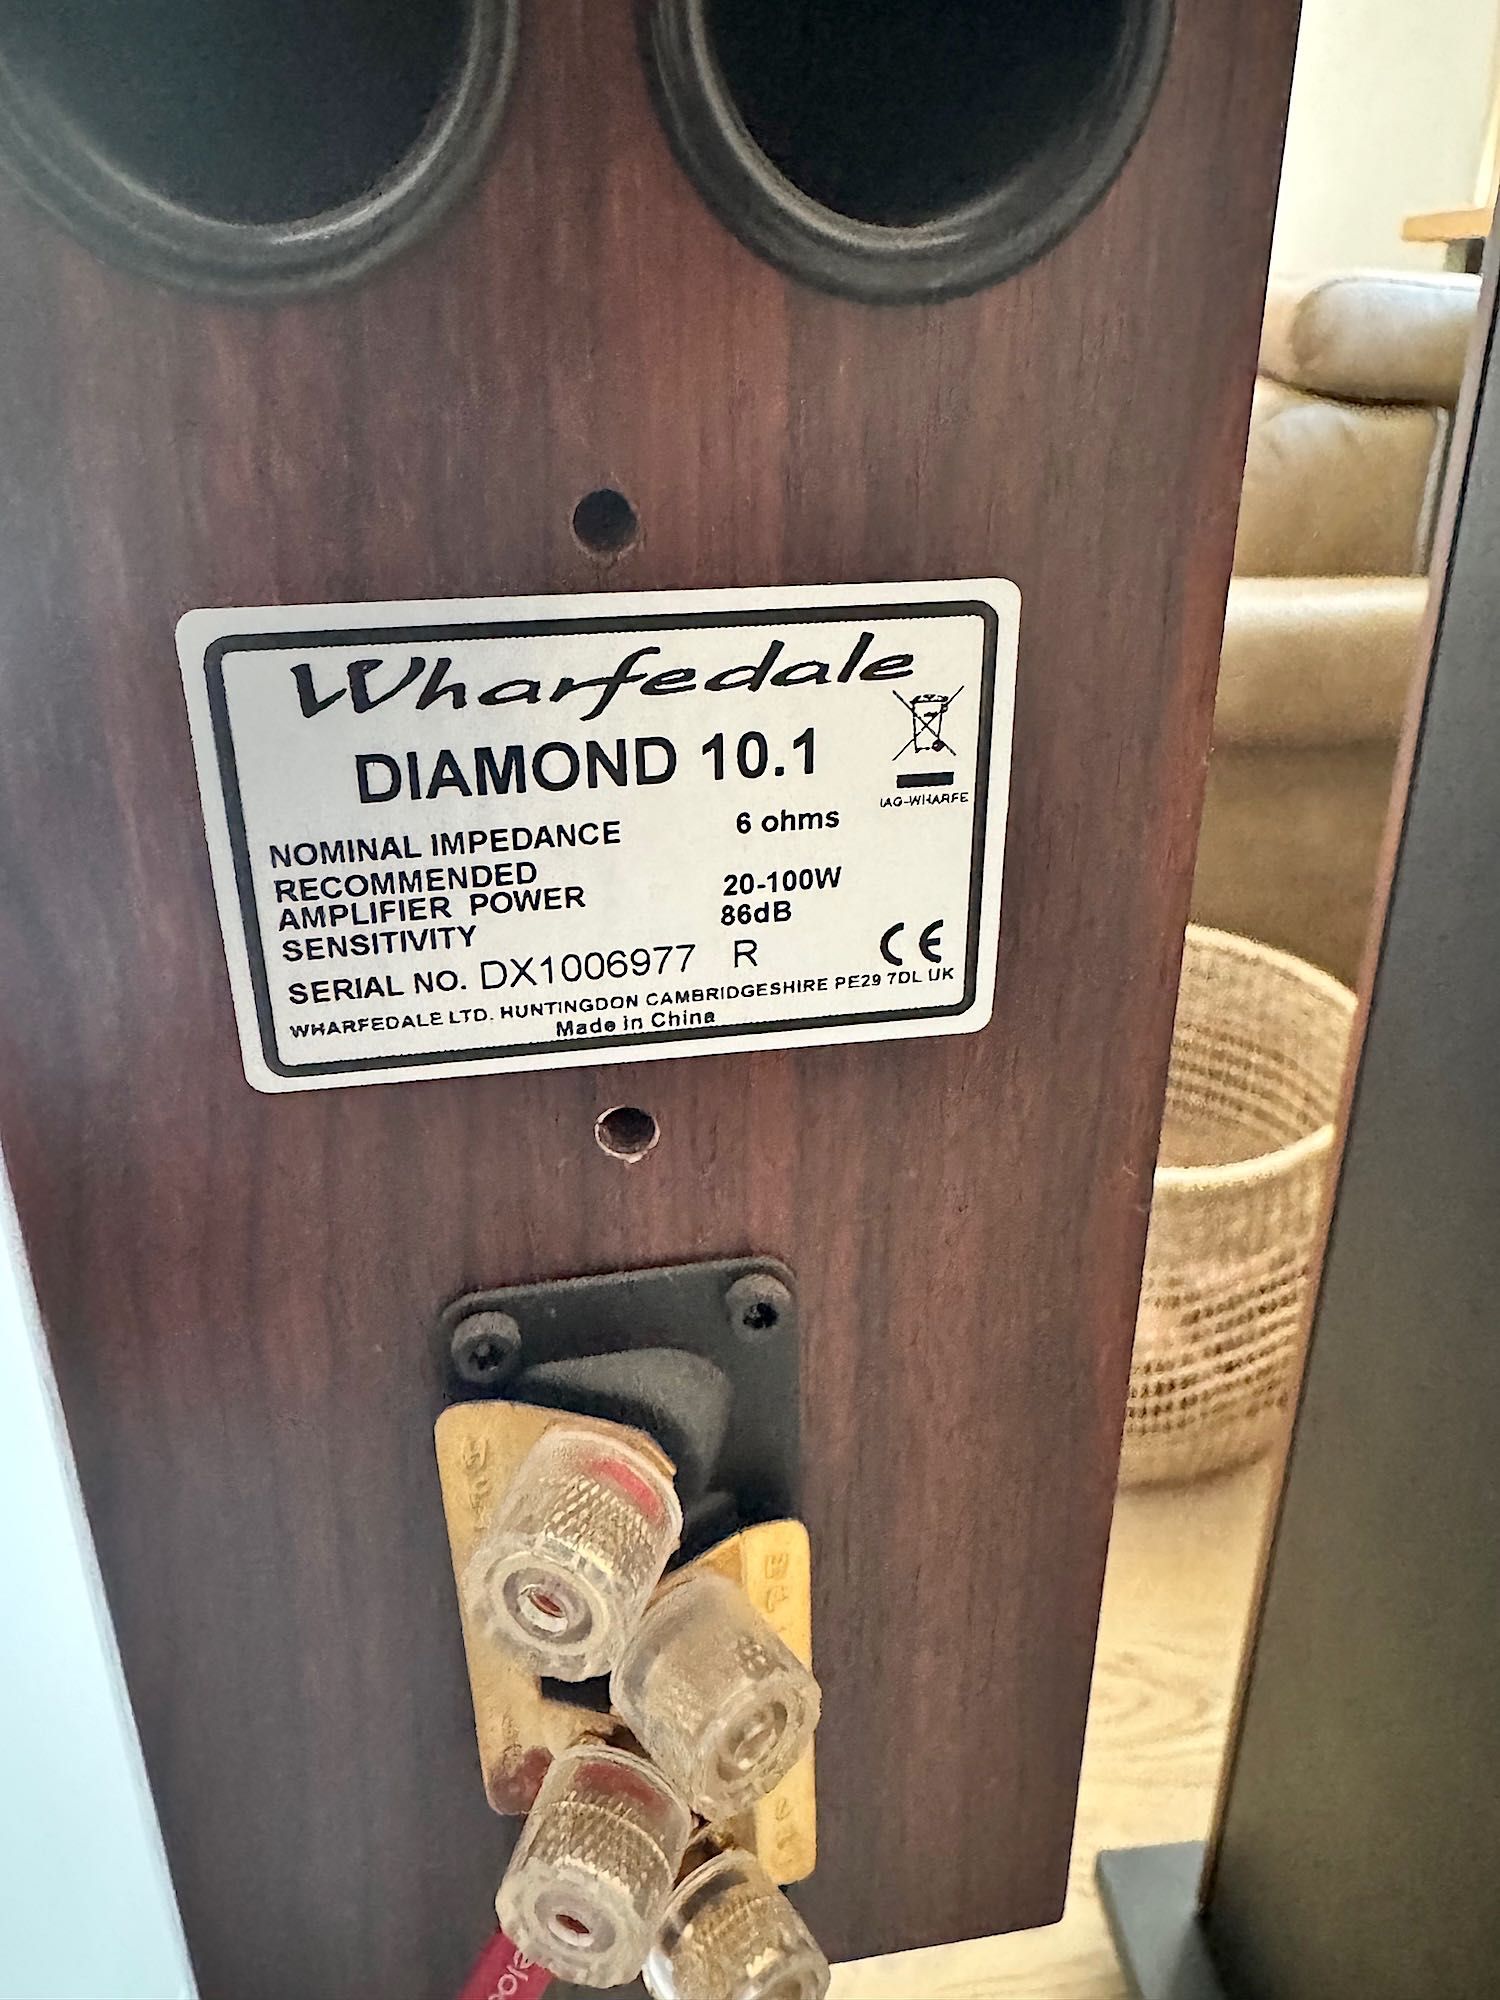 Wharfedale
DIAMOND 10.1
IAG-WHARFE
NOMINAL IMPEDANCE 6 ohms
RECOMMENDED
AMPLIFIER POWER 20-100W
SENSITIVITY 86dB
SERIAL NO. DX1006977 R CE
WHARFEDALE LTD. HUNTINGDON CAMBRIDGESHIRE PE29 7DL UK
Made in China